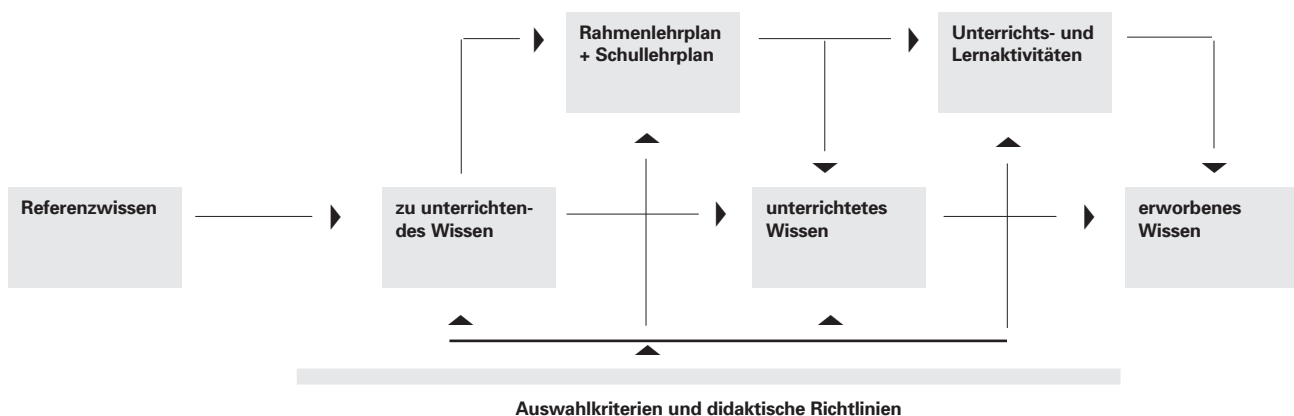 Rahmenlehrplan
+ Schullehrplan
Unterrichts- und
Lernaktivitäten
Referenzwissen
zu unterrichten-
des Wissen
unterrichtetes
Wissen
erworbenes
Wissen
Auswahlkriterien und didaktische Richtlinien